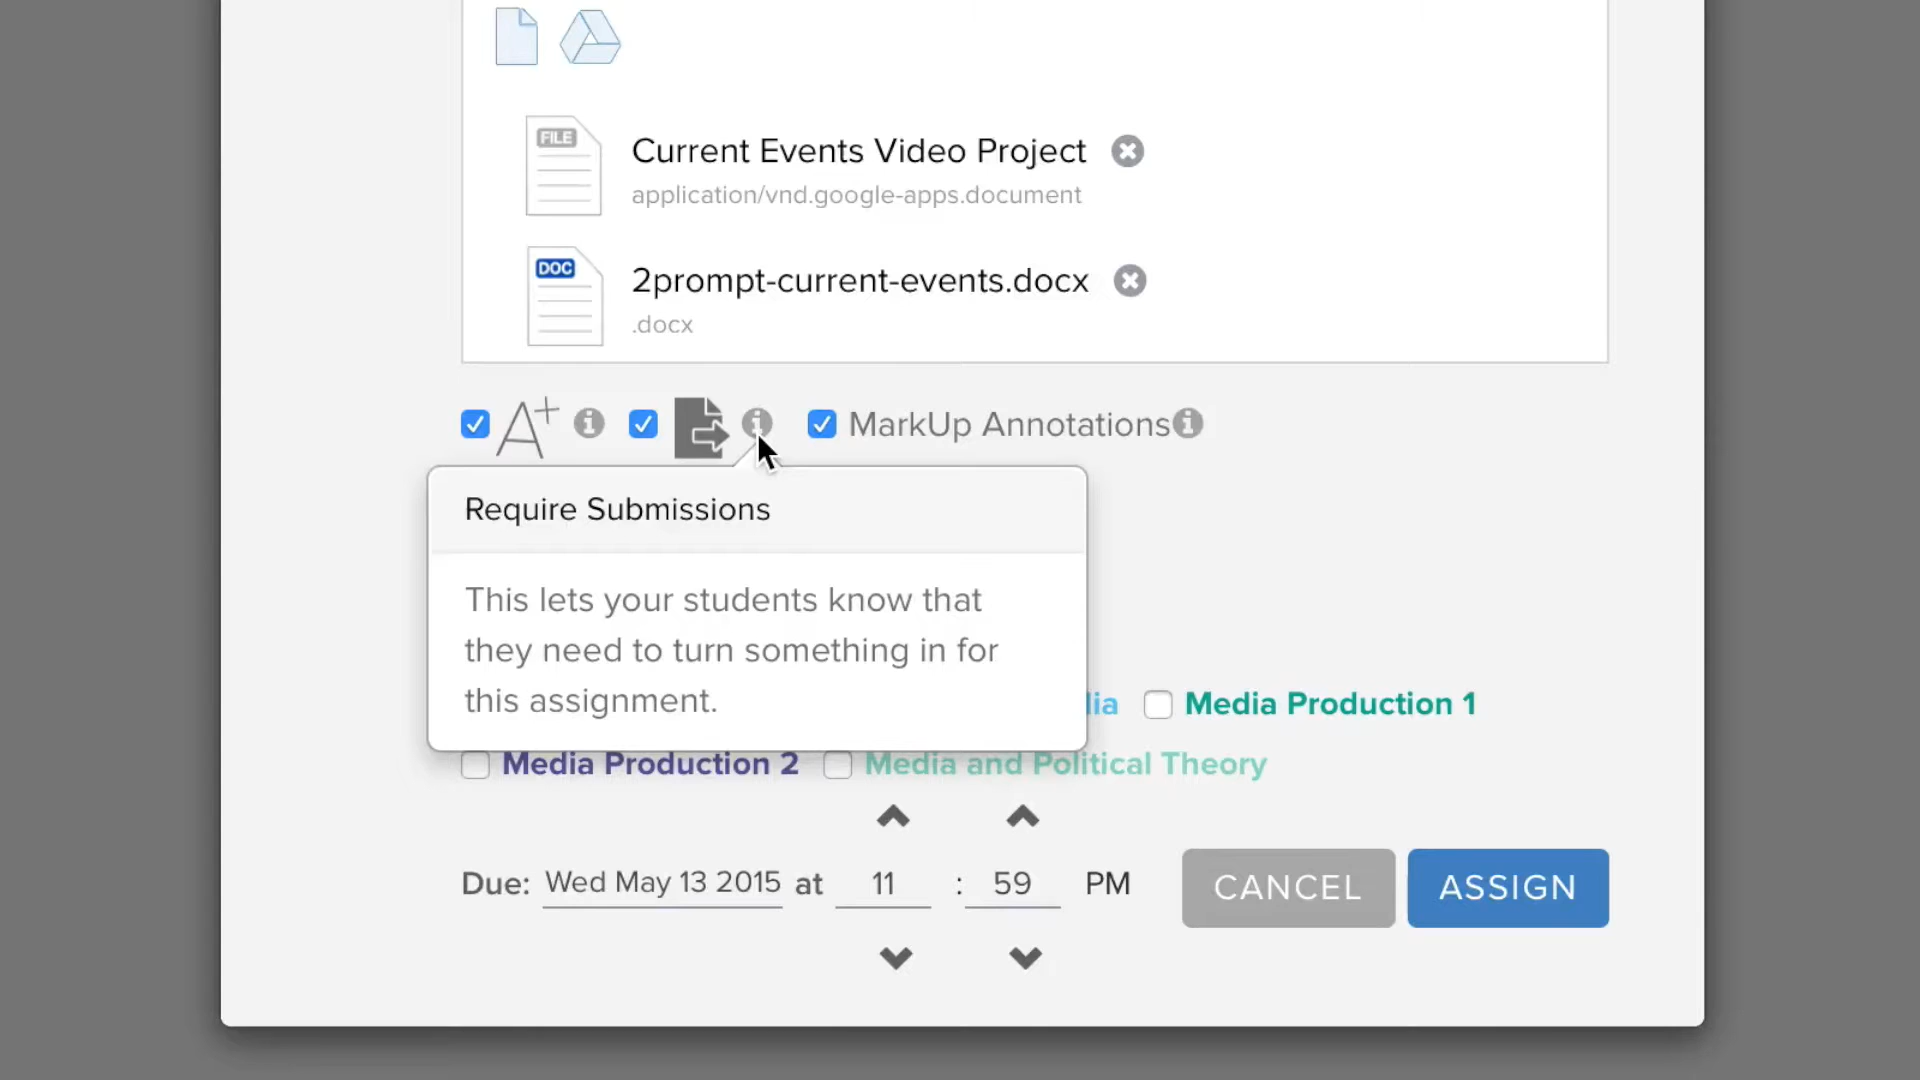 FILE
Current Events Video Project
application/vnd.google-apps.document
DOC
2prompt-current-events.docx
.docx
A+
MarkUp Annotations
Require Submissions
This lets your students know that
they need to turn something in for
this assignment.
Media Production 1
Media Production 2 Media and Political Theory
Due: Wed May 13 2015 at 11 : 59 PM
CANCEL ASSIGN